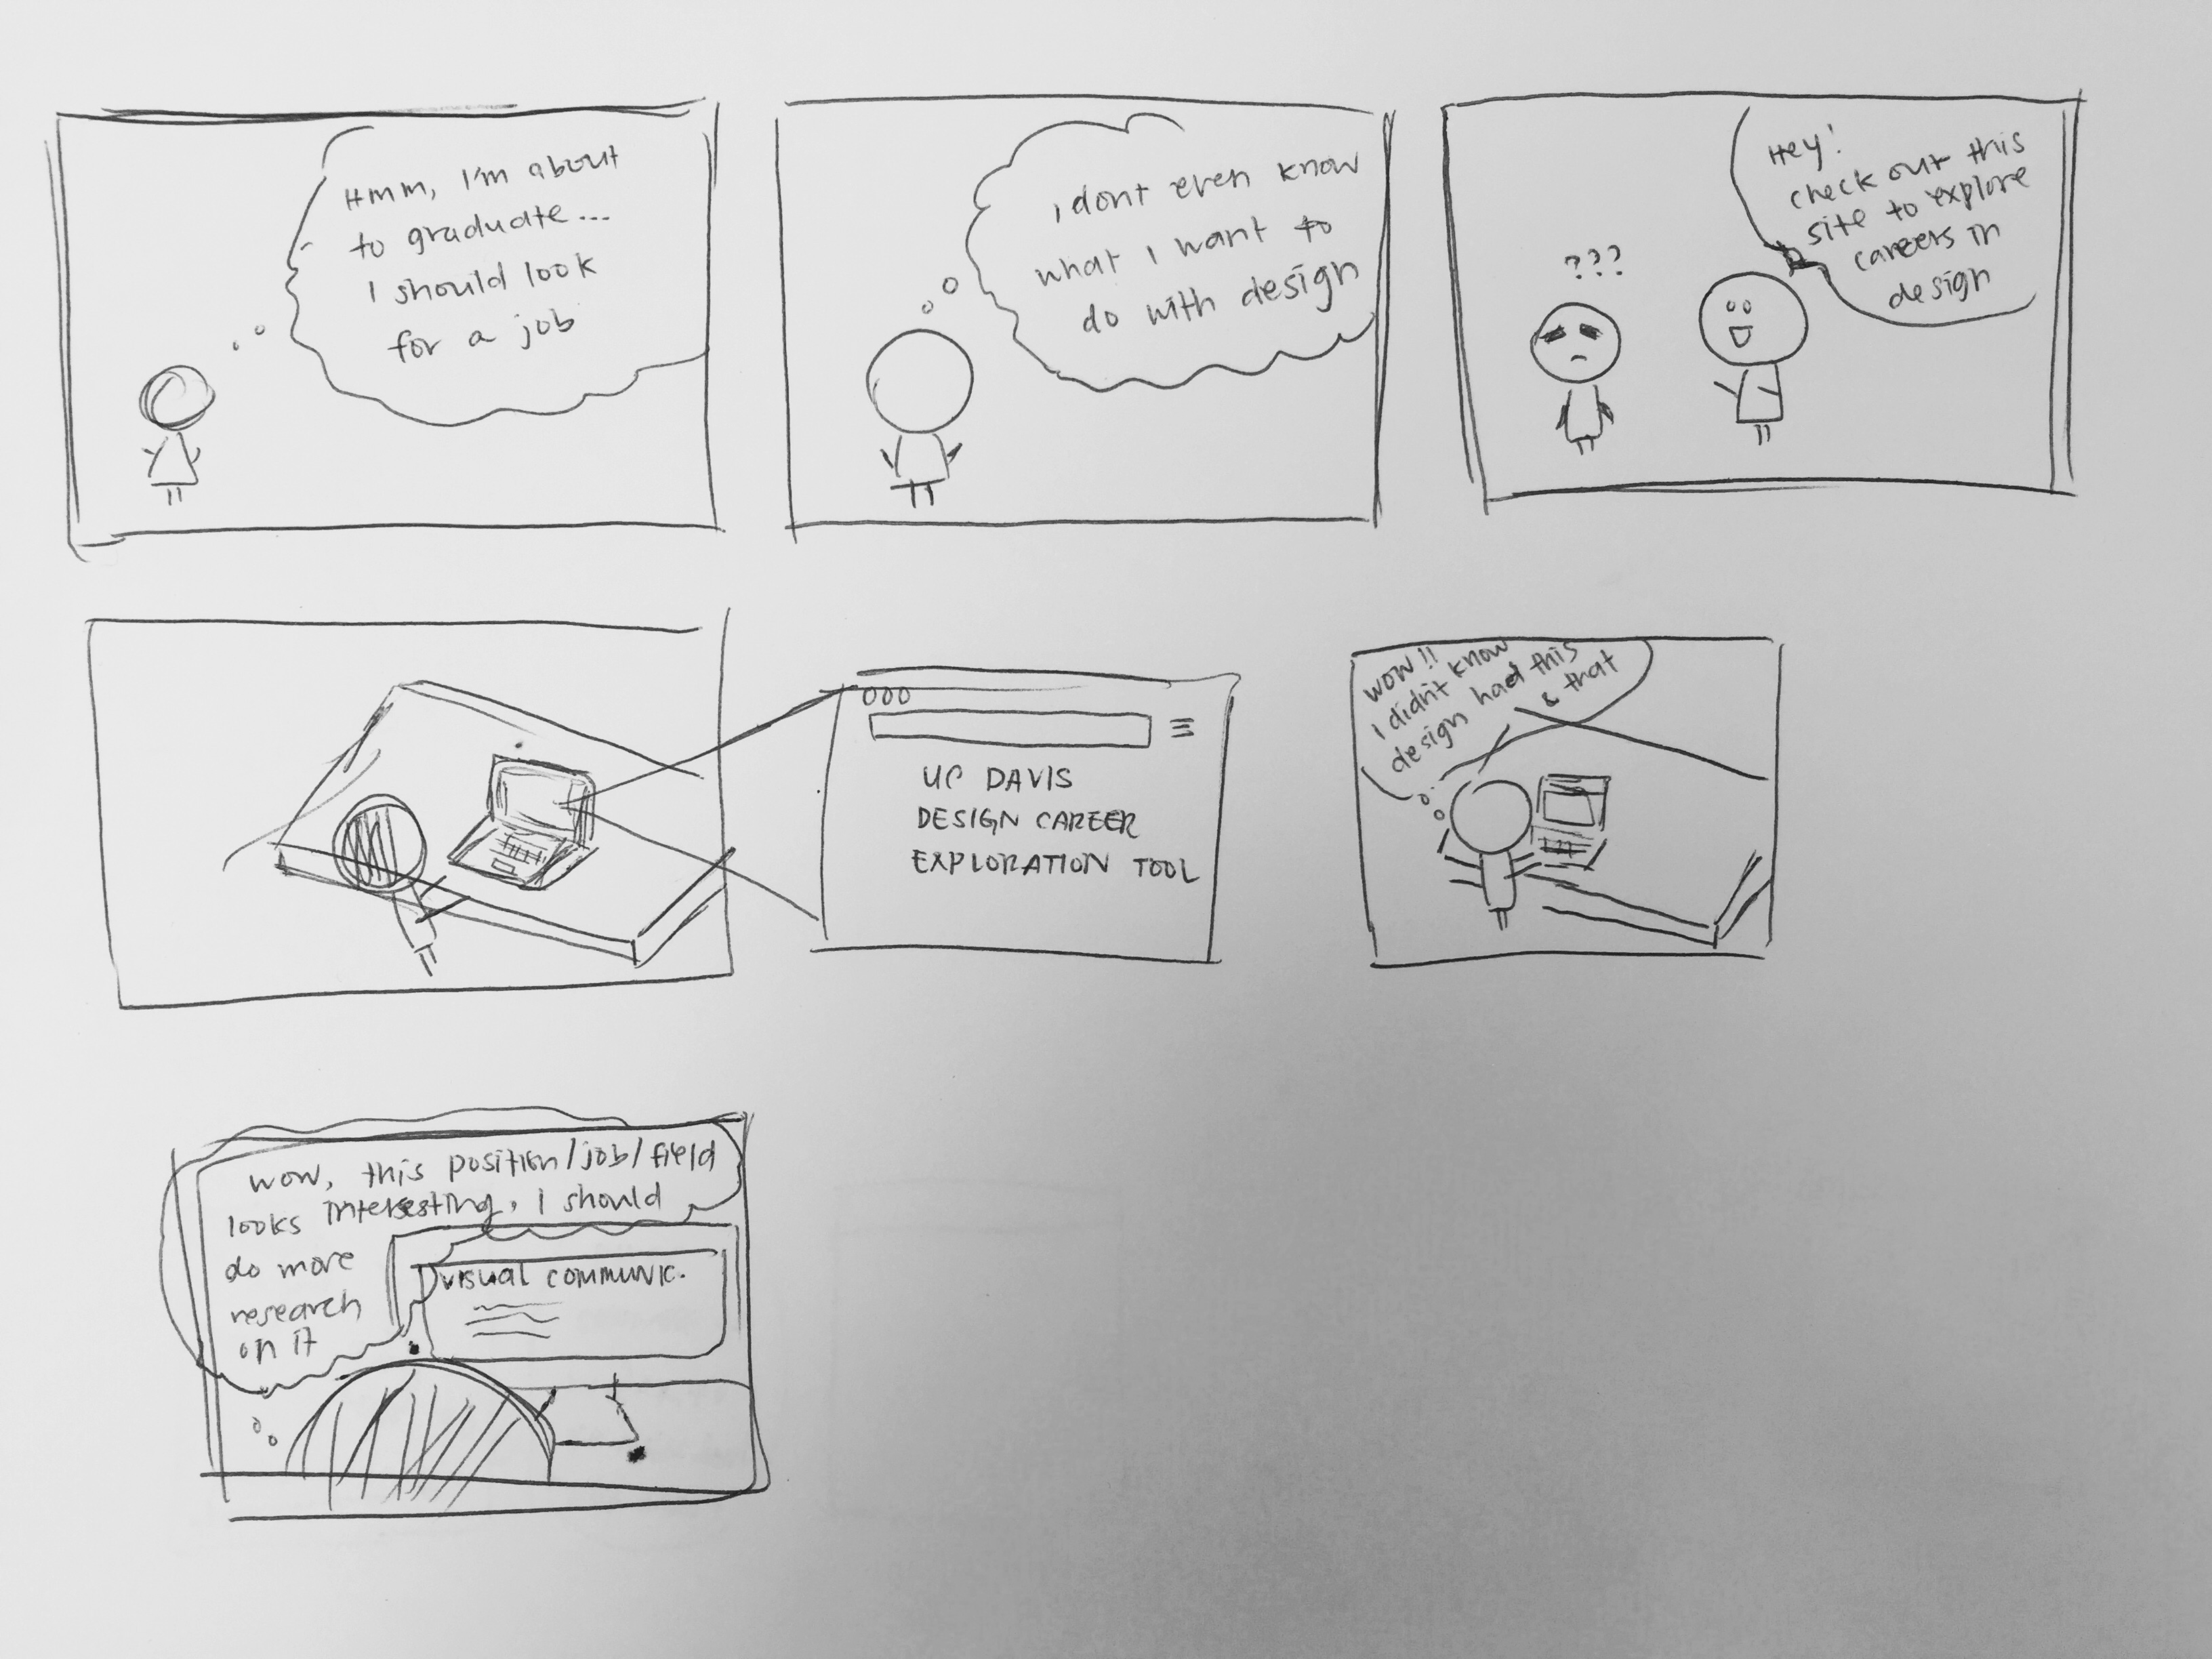 Hmm, I'm about
to graduate...
I should look
for a job
I dont even know
what I want to
do with design
???
Hey!
check out this
site to explore
careers in
design
UC DAVIS
DESIGN CAREER
EXPLORATION TOOL
wow!!
I didn't know
design had this
& that
wow, this position/job/field
looks interesting, I should
do more
research
on it
VISUAL COMMUNIC.